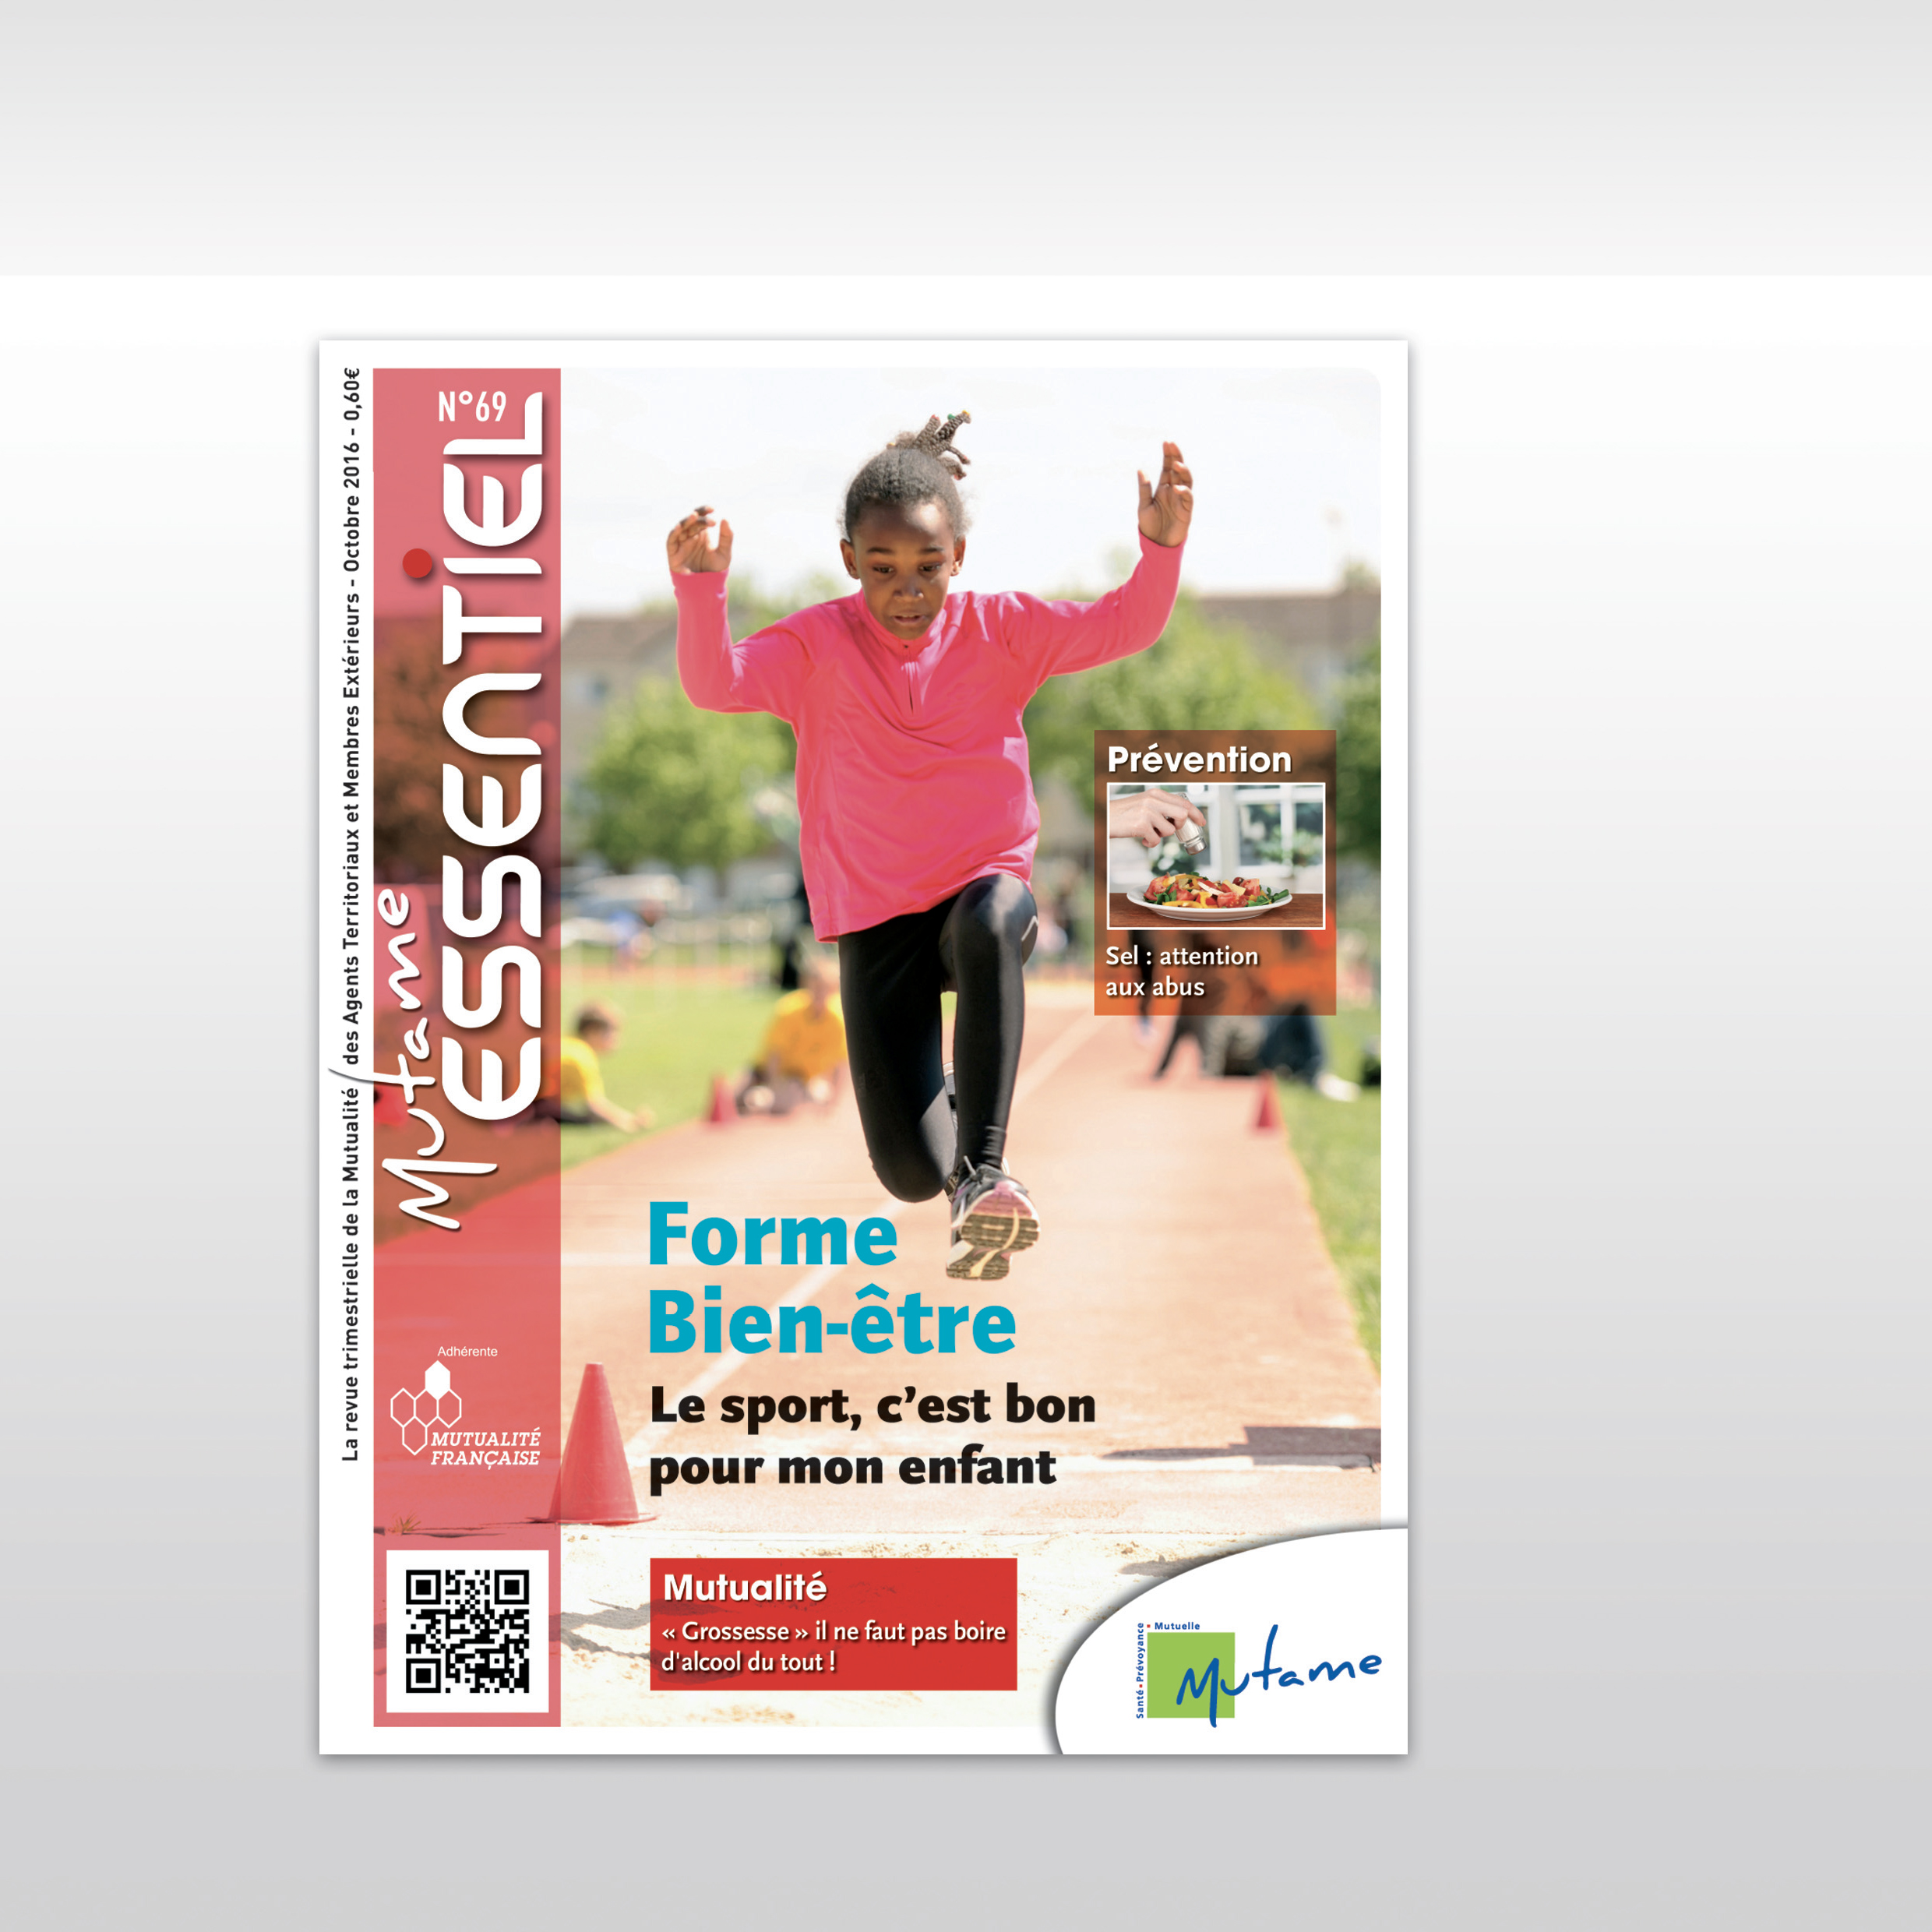 La revue trimestrielle de la Mutualité des Agents Territoriaux et Membres Extérieurs - Octobre 2016 - 0,60€
N°69
Mutame
ESSENTIEL
Prévention
Sel : attention
aux abus
Forme
Bien-être
Le sport, c’est bon
pour mon enfant
Adhérente
MUTUALITÉ
FRANÇAISE
Mutualité
« Grossesse » il ne faut pas boire
d'alcool du tout !
Santé • Prévoyance • Mutuelle
Mutame